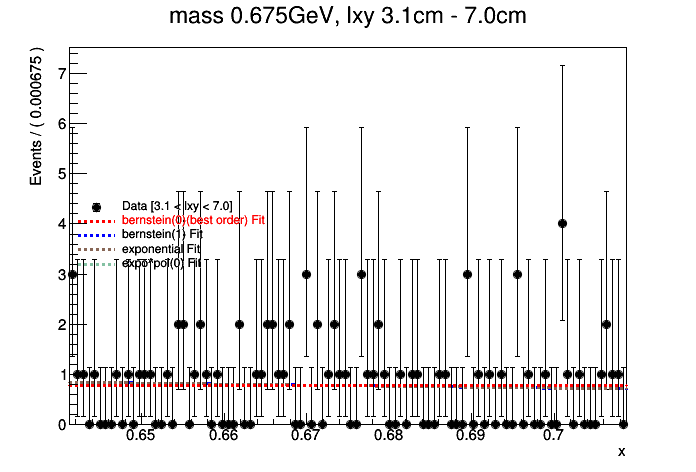 mass 0.675GeV, lxy 3.1cm - 7.0cm
Events / ( 0.000675 )
7
6
5
4
3
2
1
0
Data [3.1 < lxy < 7.0]
bernstein(0)(best order) Fit
bernstein(1) Fit
exponential Fit
expo*pol(0) Fit
0.65 0.66 0.67 0.68 0.69 0.7
x